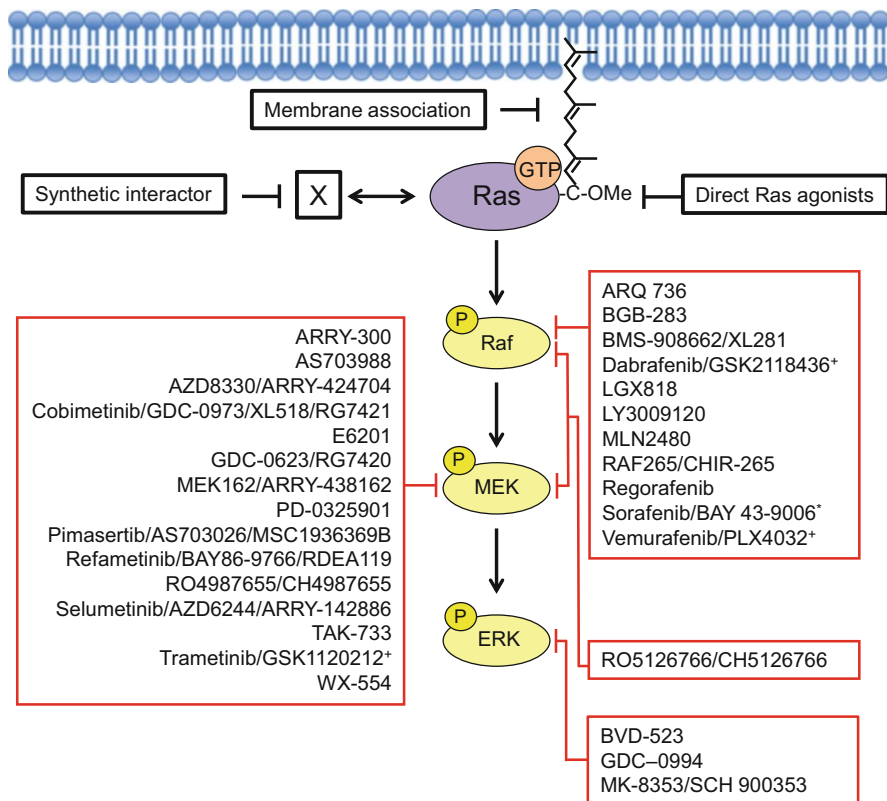 Membrane association
GTP
Synthetic interactor
X
Ras
-C-OMe
Direct Ras agonists
P
Raf
ARQ 736
BGB-283
BMS-908662/XL281
Dabrafenib/GSK2118436⁺
LGX818
LY3009120
MLN2480
RAF265/CHIR-265
Regorafenib
Sorafenib/BAY 43-9006*
Vemurafenib/PLX4032⁺
ARRY-300
AS703988
AZD8330/ARRY-424704
Cobimetinib/GDC-0973/XL518/RG7421
E6201
GDC-0623/RG7420
MEK162/ARRY-438162
PD-0325901
Pimasertib/AS703026/MSC1936369B
Refametinib/BAY86-9766/RDEA119
RO4987655/CH4987655
Selumetinib/AZD6244/ARRY-142886
TAK-733
Trametinib/GSK1120212⁺
WX-554
P
MEK
P
ERK
RO5126766/CH5126766
BVD-523
GDC–0994
MK-8353/SCH 900353